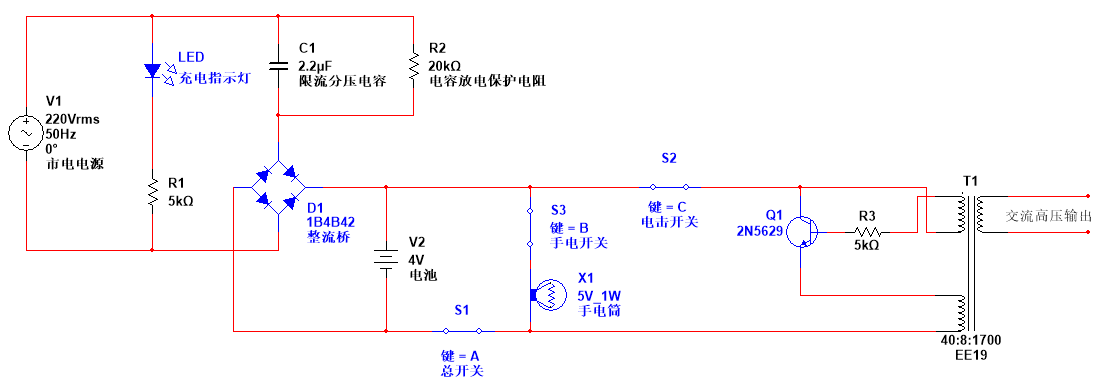 LED
充电指示灯
C1
2.2µF
限流分压电容
R2
20kΩ
电容放电保护电阻
V1
220Vrms
50Hz
0°
市电电源
R1
5kΩ
D1
1B4B42
整流桥
V2
4V
电池
S1
键 = A
总开关
S3
键 = B
手电开关
X1
5V_1W
手电筒
S2
键 = C
电击开关
Q1
2N5629
R3
5kΩ
T1
交流高压输出
40:8:1700
EE19